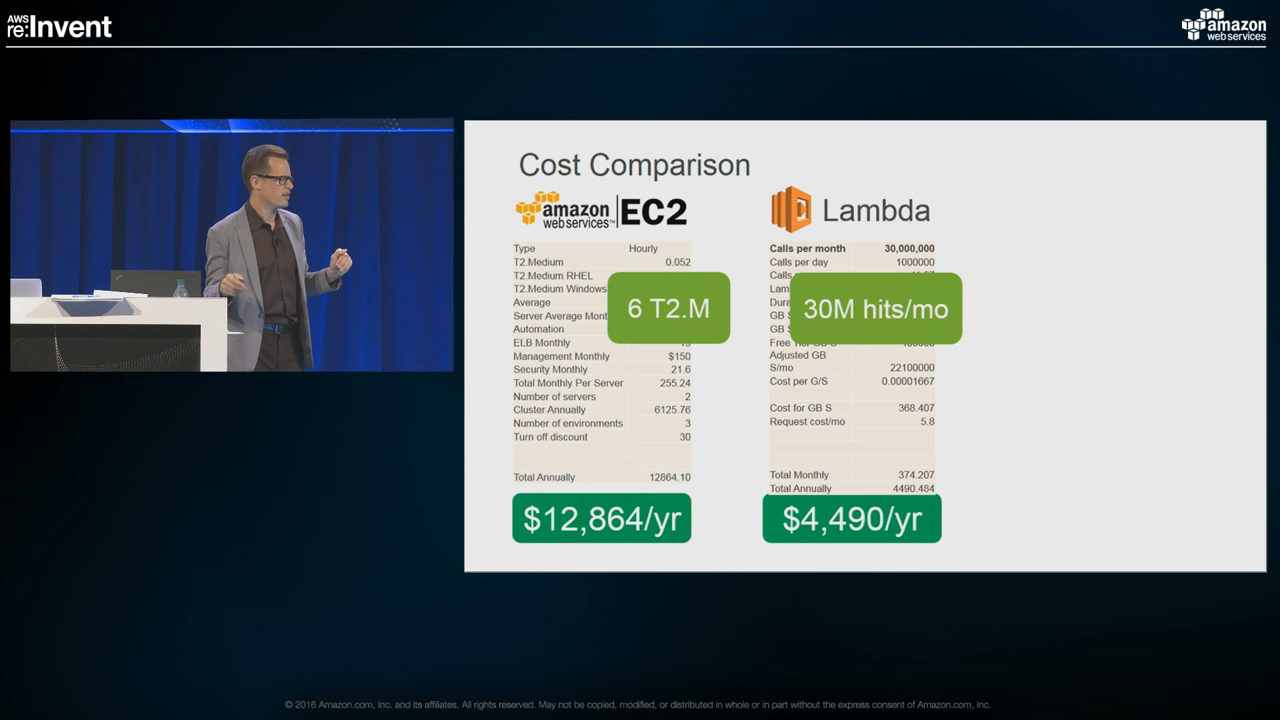 AWS
re:Invent
amazon
web services
Cost Comparison
amazon
web services™ EC2
Type Hourly
T2.Medium 0.052
T2.Medium RHEL
T2.Medium Windows
Average
Server Average Mont
Automation
ELB Monthly
Management Monthly $150
Security Monthly 21.6
Total Monthly Per Server 255.24
Number of servers 2
Cluster Annually 6125.76
Number of environments 3
Turn off discount 30
Total Annually 12864.10
6 T2.M
$12,864/yr
Lambda
Calls per month 30,000,000
Calls per day 1000000
Calls
Lam
Dura
GB S
GB S
Adjusted GB
S/mo 22100000
Cost per G/S 0.00001667
Cost for GB S 368.407
Request cost/mo 5.8
Total Monthly 374.207
Total Annually 4490.484
30M hits/mo
$4,490/yr
© 2016 Amazon.com, Inc. and its affiliates. All rights reserved. May not be copied, modified, or distributed in whole or in part without the express consent of Amazon.com, Inc.